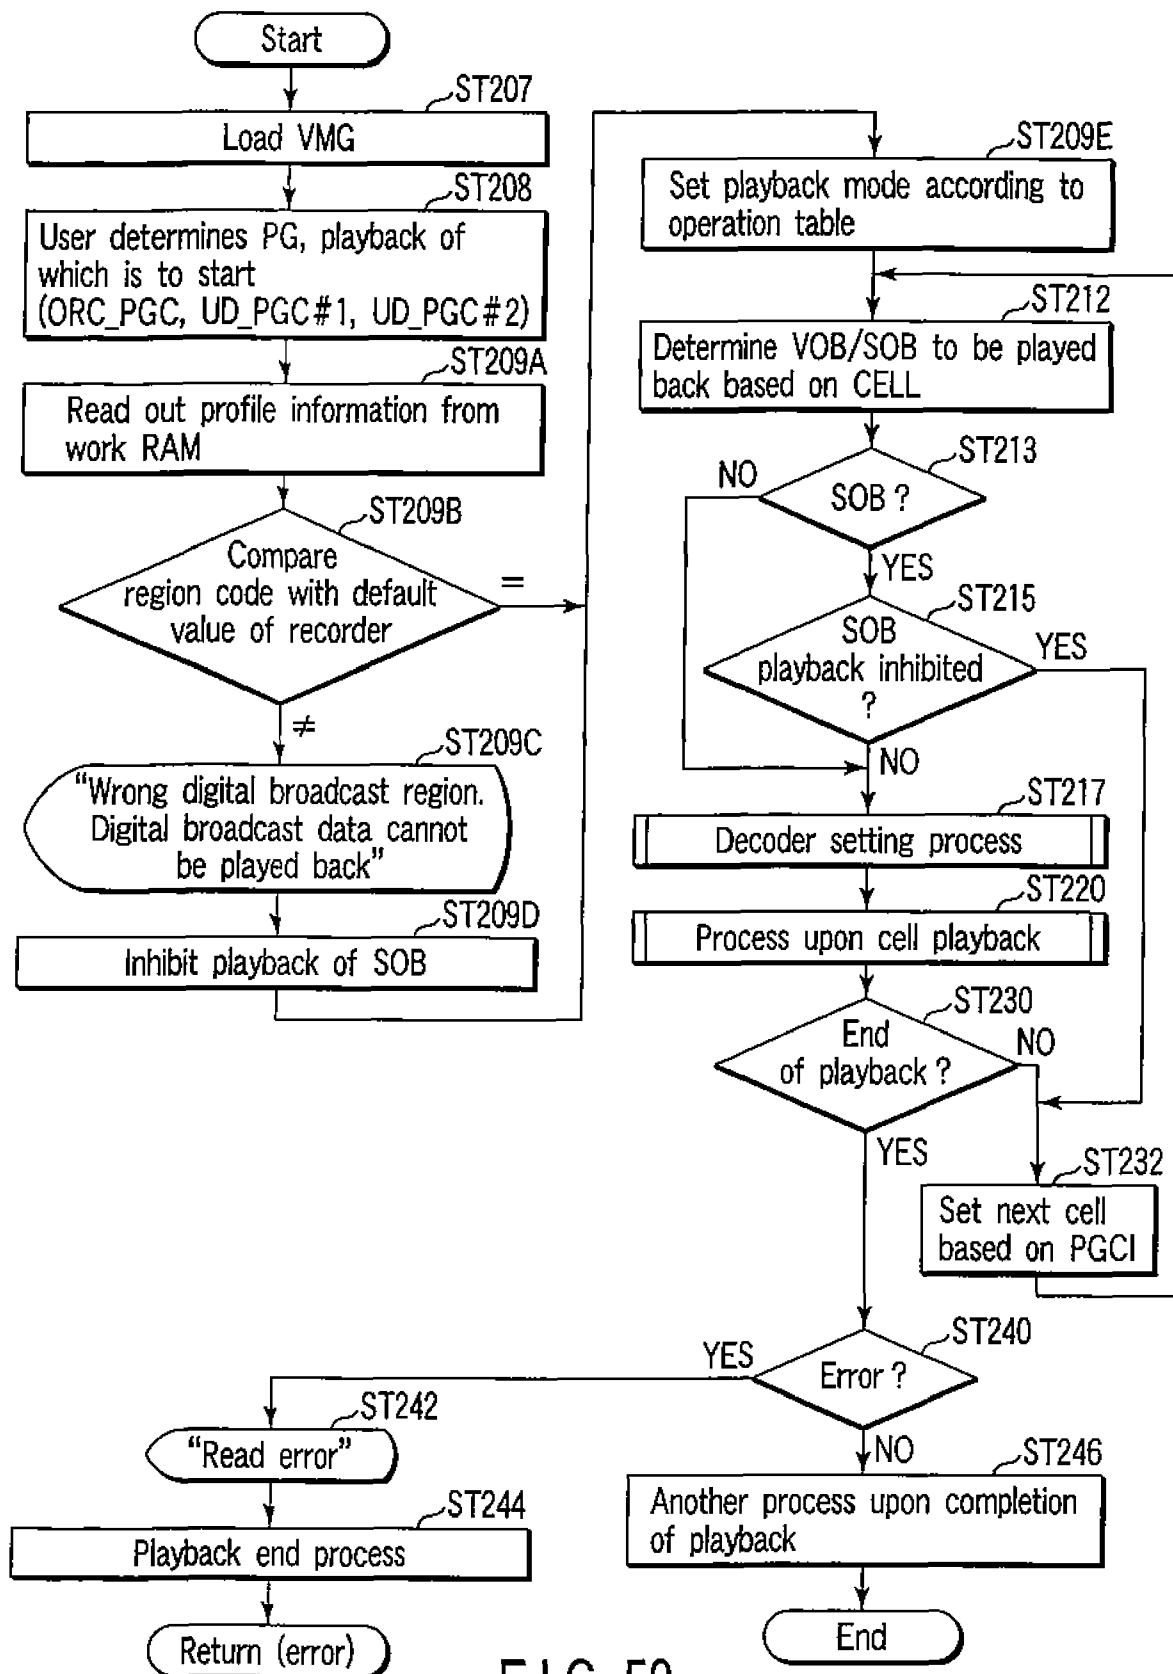 Start
ST207
Load VMG
ST208
User determines PG, playback of
which is to start
(ORC_PGC, UD_PGC#1, UD_PGC#2)
ST209A
Read out profile information from
work RAM
ST209B
Compare
region code with default
value of recorder
=
≠
ST209C
“Wrong digital broadcast region.
Digital broadcast data cannot
be played back”
ST209D
Inhibit playback of SOB
ST209E
Set playback mode according to
operation table
ST212
Determine VOB/SOB to be played
back based on CELL
ST213
NO
SOB ?
YES
ST215
SOB
playback inhibited
?
YES
NO
ST217
Decoder setting process
ST220
Process upon cell playback
ST230
End
of playback ?
NO
YES
ST232
Set next cell
based on PGCI
ST240
YES
Error ?
NO
ST242
“Read error”
ST244
Playback end process
Return (error)
ST246
Another process upon completion
of playback
End